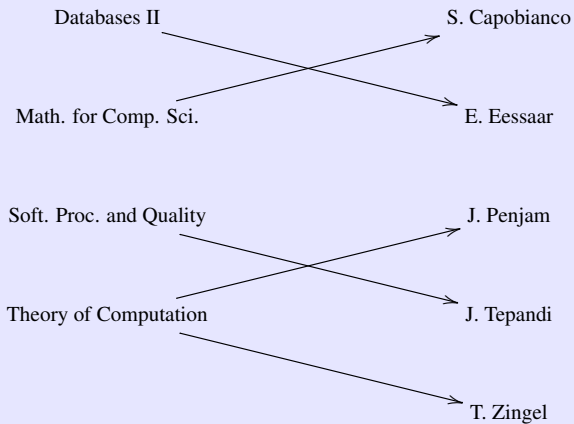 Databases II
S. Capobianco
Math. for Comp. Sci.
E. Eessaar
Soft. Proc. and Quality
J. Penjam
Theory of Computation
J. Tepandi
T. Zingel